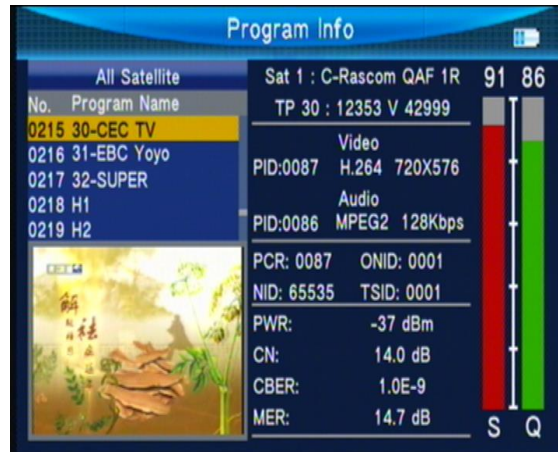 Program Info
All Satellite
No. Program Name
0215 30-CEC TV
0216 31-EBC Yoyo
0217 32-SUPER
0218 H1
0219 H2
Sat 1 : C-Rascom QAF 1R
TP 30 : 12353 V 42999
Video
PID:0087 H.264 720X576
Audio
PID:0086 MPEG2 128Kbps
PCR: 0087 ONID: 0001
NID: 65535 TSID: 0001
PWR: -37 dBm
CN: 14.0 dB
CBER: 1.0E-9
MER: 14.7 dB
91 86
S Q